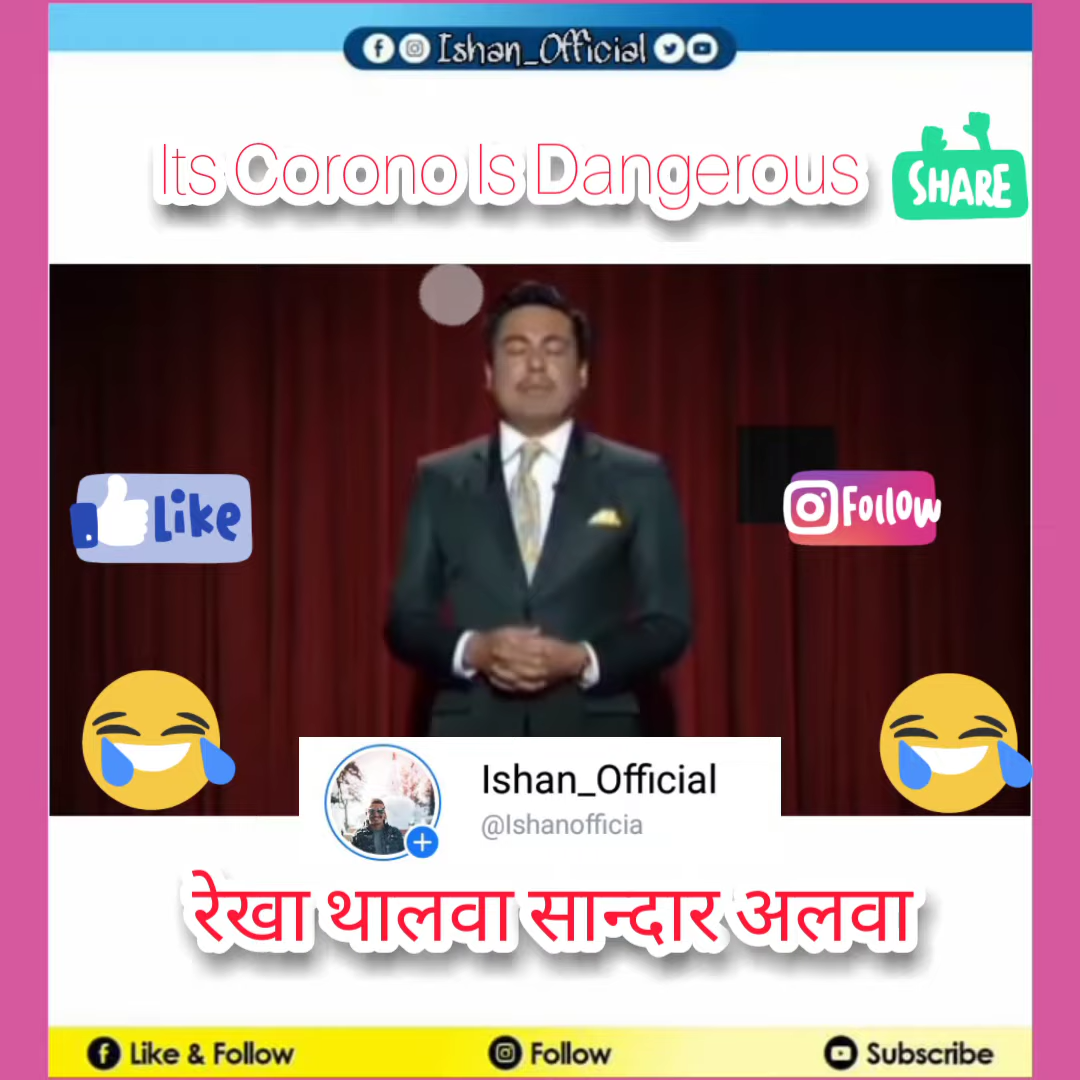 Ishan_Official
Its Corono Is Dangerous
SHARE
Like
Follow
Ishan_Official
@Ishanofficia
रेखा थालवा सान्दार अलवा
Like & Follow
Follow
Subscribe